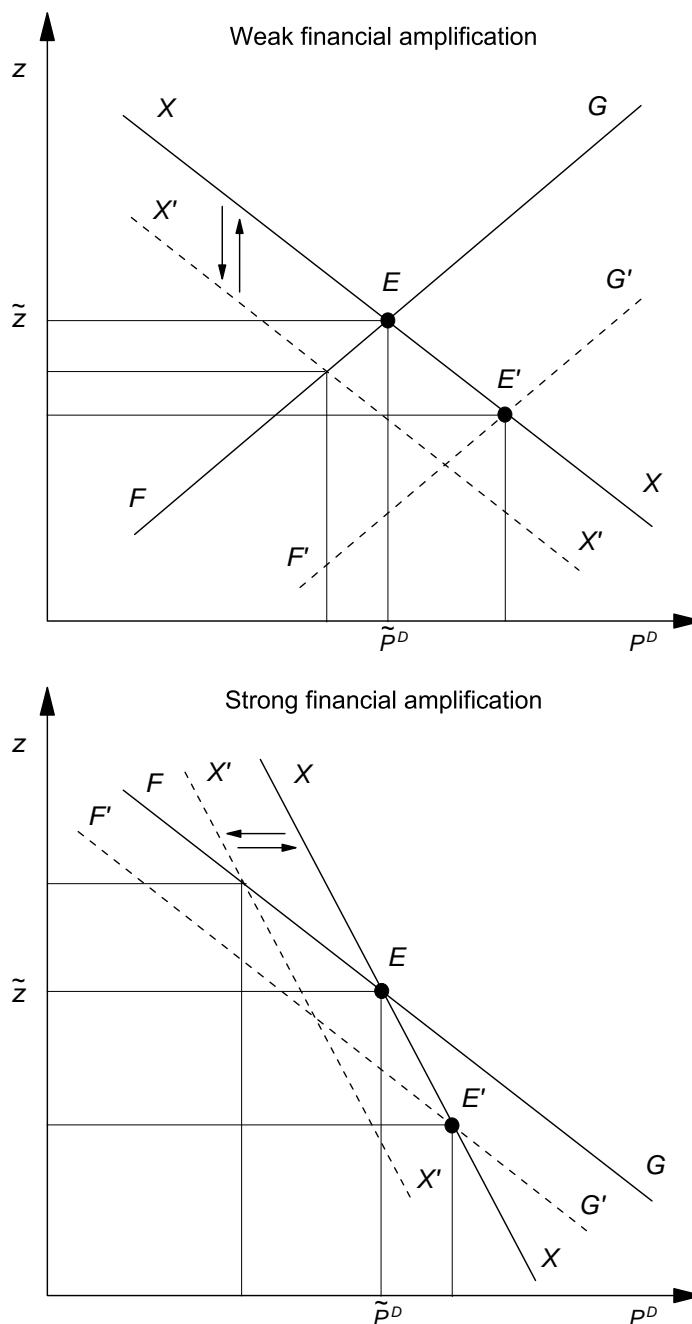 Weak financial amplification
z
X
G
X'
E
G'
z̃
E'
F
X
F'
X'
P̃ᴰ
Pᴰ
Strong financial amplification
z
X'
X
F
F'
E
z̃
E'
G
X'
G'
X
P̃ᴰ
Pᴰ